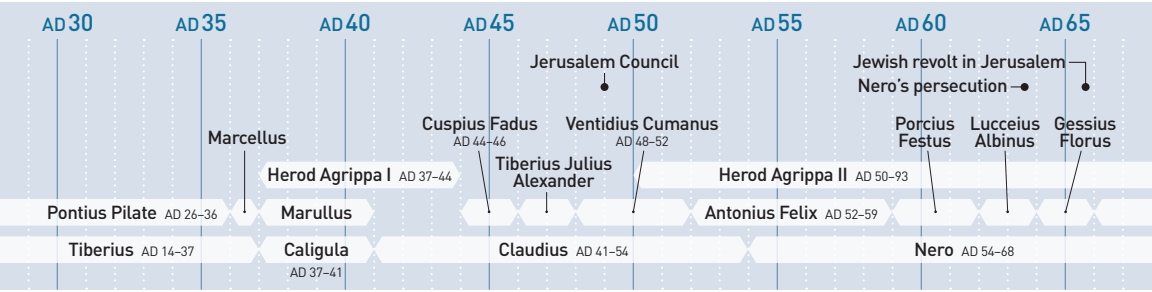 AD 30 AD 35 AD 40 AD 45 AD 50 AD 55 AD 60 AD 65
Jerusalem Council
Jewish revolt in Jerusalem
Nero’s persecution
Marcellus
Cuspius Fadus
AD 44–46
Ventidius Cumanus
AD 48–52
Porcius
Festus
Lucceius
Albinus
Gessius
Florus
Tiberius Julius
Alexander
Herod Agrippa I AD 37–44
Herod Agrippa II AD 50–93
Pontius Pilate AD 26–36
Marullus
Antonius Felix AD 52–59
Tiberius AD 14–37
Caligula
AD 37–41
Claudius AD 41–54
Nero AD 54–68